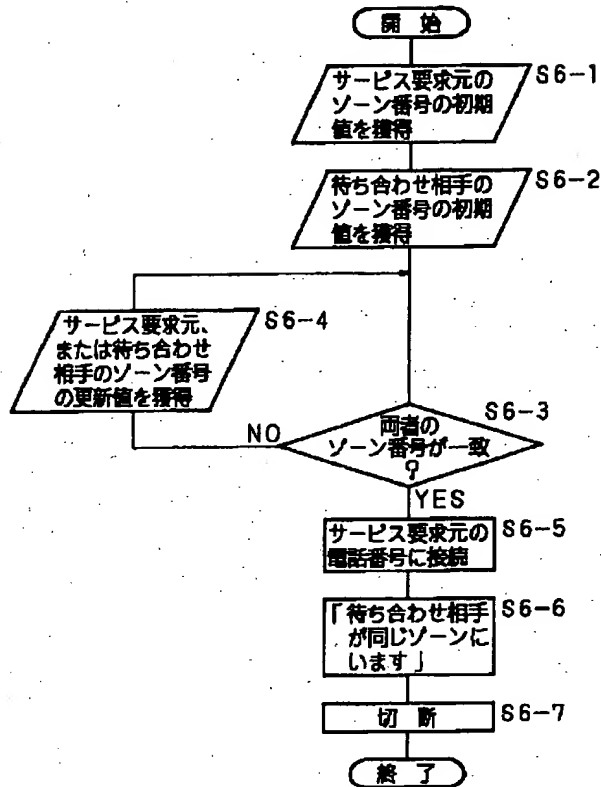 開始
サービス要求元の
ゾーン番号の初期
値を獲得
S6-1
待ち合わせ相手の
ゾーン番号の初期
値を獲得
S6-2
サービス要求元、
または待ち合わせ
相手のゾーン番号
の更新値を獲得
S6-4
両者の
ゾーン番号が一致
?
S6-3
NO
YES
サービス要求元の
電話番号に接続
S6-5
「待ち合わせ相手
が同じゾーンに
います」
S6-6
切断
S6-7
終了